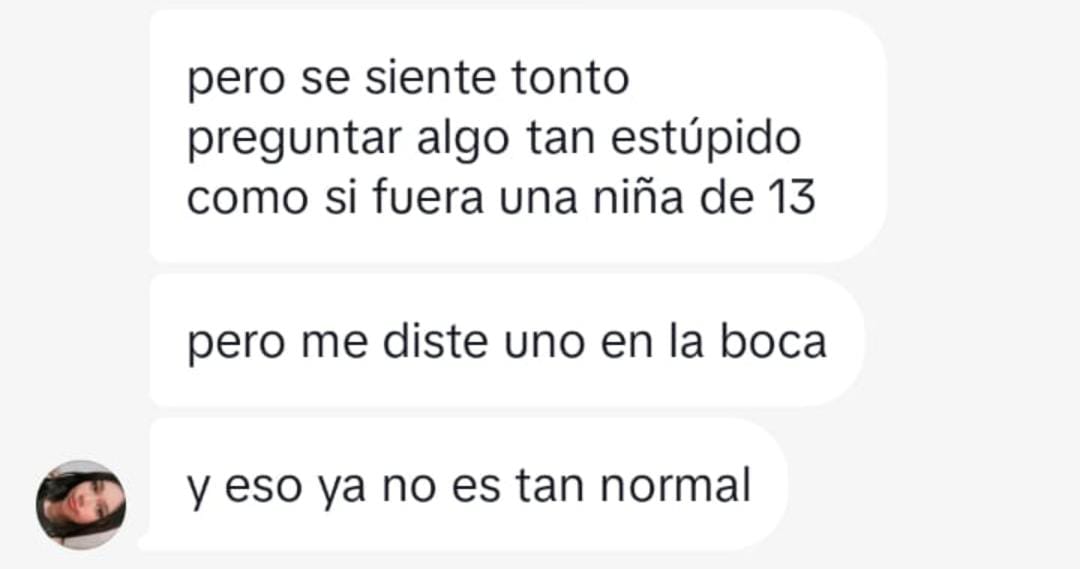 pero se siente tonto
preguntar algo tan estúpido
como si fuera una niña de 13
pero me diste uno en la boca
y eso ya no es tan normal